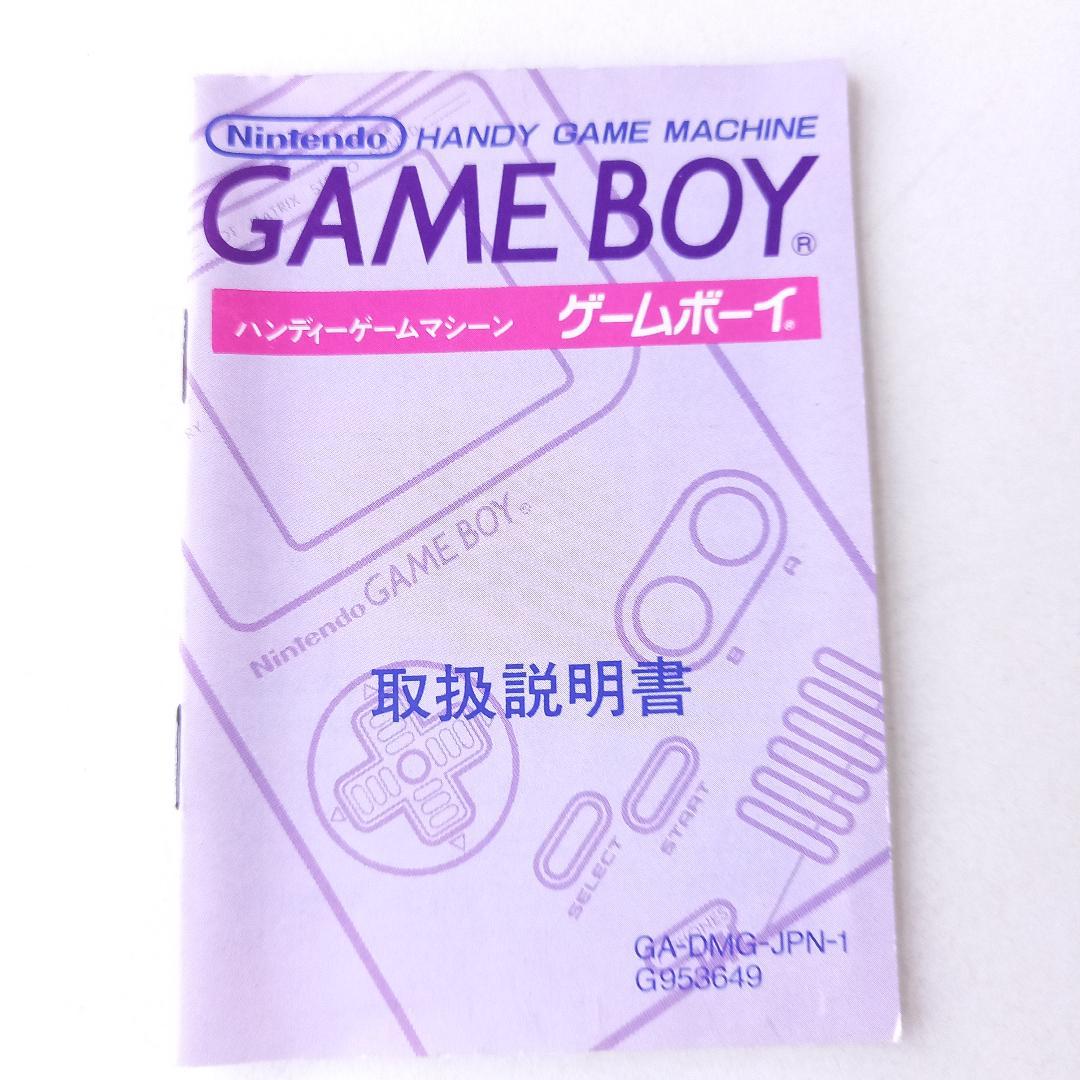 Nintendo HANDY GAME MACHINE
GAME BOY®
ハンディーゲームマシーン ゲームボーイ®
MATRIX
Nintendo GAME BOY®
A
B
取扱説明書
SELECT
START
GA-DMG-JPN-1
G953649